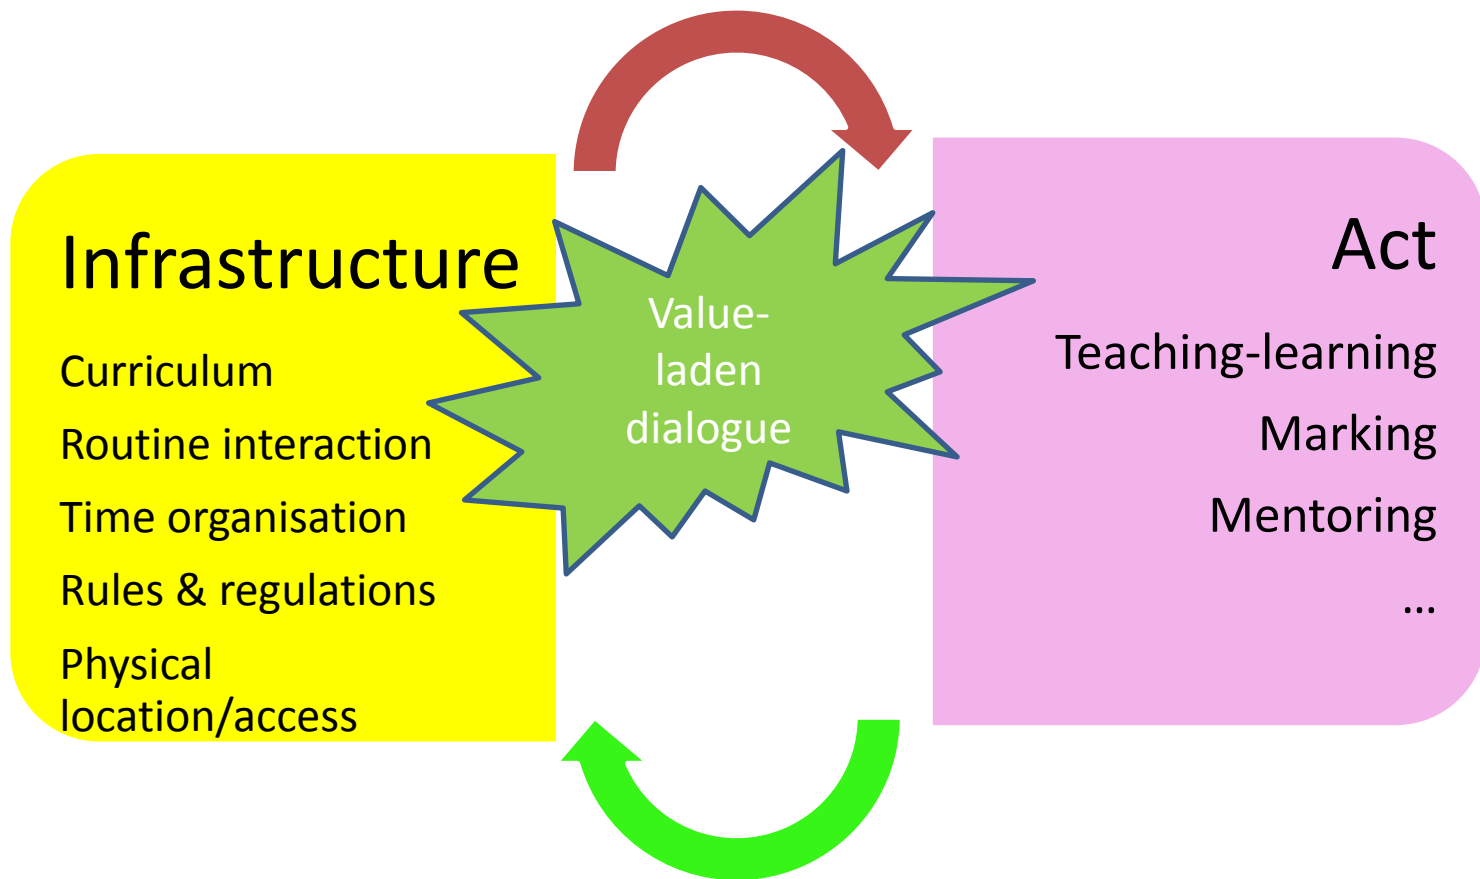 Infrastructure
Curriculum
Routine interaction
Time organisation
Rules & regulations
Physical
location/access
Value-
laden
dialogue
Act
Teaching-learning
Marking
Mentoring
...